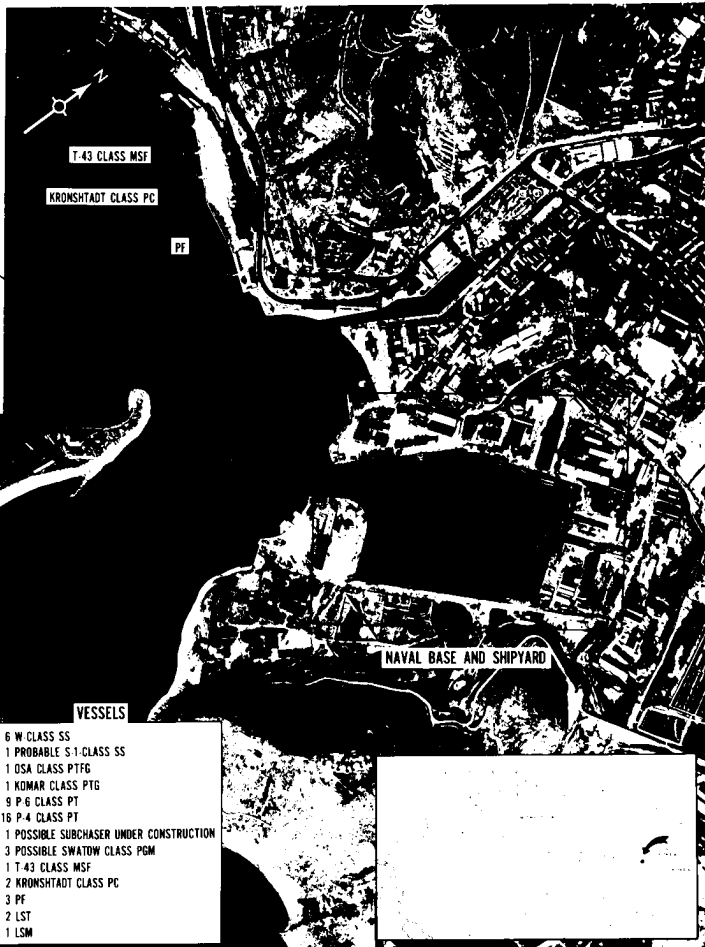 N
T-43 CLASS MSF
KRONSHTADT CLASS PC
PF
NAVAL BASE AND SHIPYARD
VESSELS
6 W-CLASS SS
1 PROBABLE S-1-CLASS SS
1 OSA CLASS PTFG
1 KOMAR CLASS PTG
9 P-6 CLASS PT
16 P-4 CLASS PT
1 POSSIBLE SUBCHASER UNDER CONSTRUCTION
3 POSSIBLE SWATOW CLASS PGM
1 T-43 CLASS MSF
2 KRONSHTADT CLASS PC
3 PF
2 LST
1 LSM